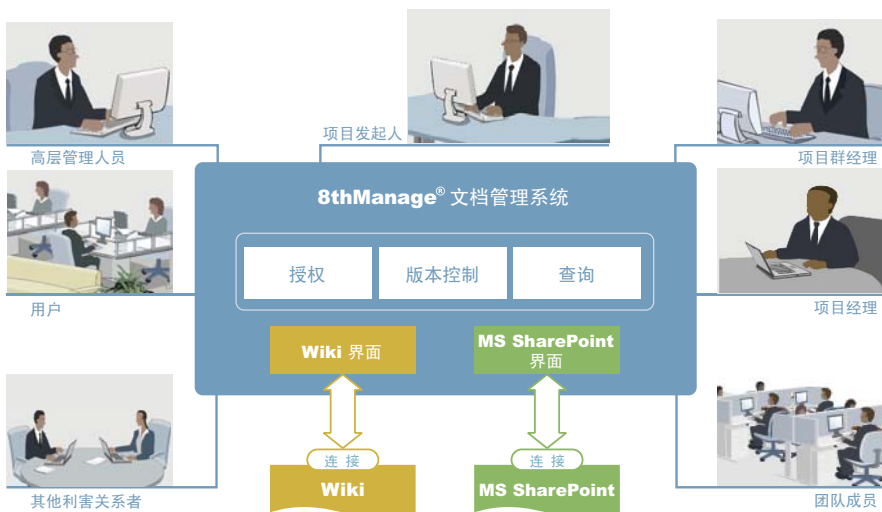 项目发起人
高层管理人员
项目群经理
8thManage® 文档管理系统
授权
版本控制
查询
用户
项目经理
Wiki 界面
MS SharePoint
界面
连 接
连 接
Wiki
MS SharePoint
其他利害关系者
团队成员